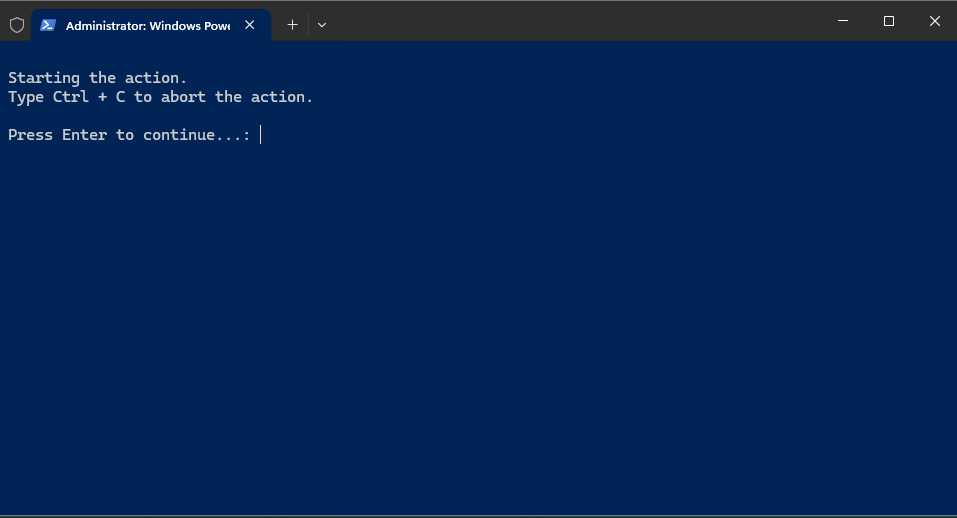 Administrator: Windows Powe
Starting the action.
Type Ctrl + C to abort the action.
Press Enter to continue...: